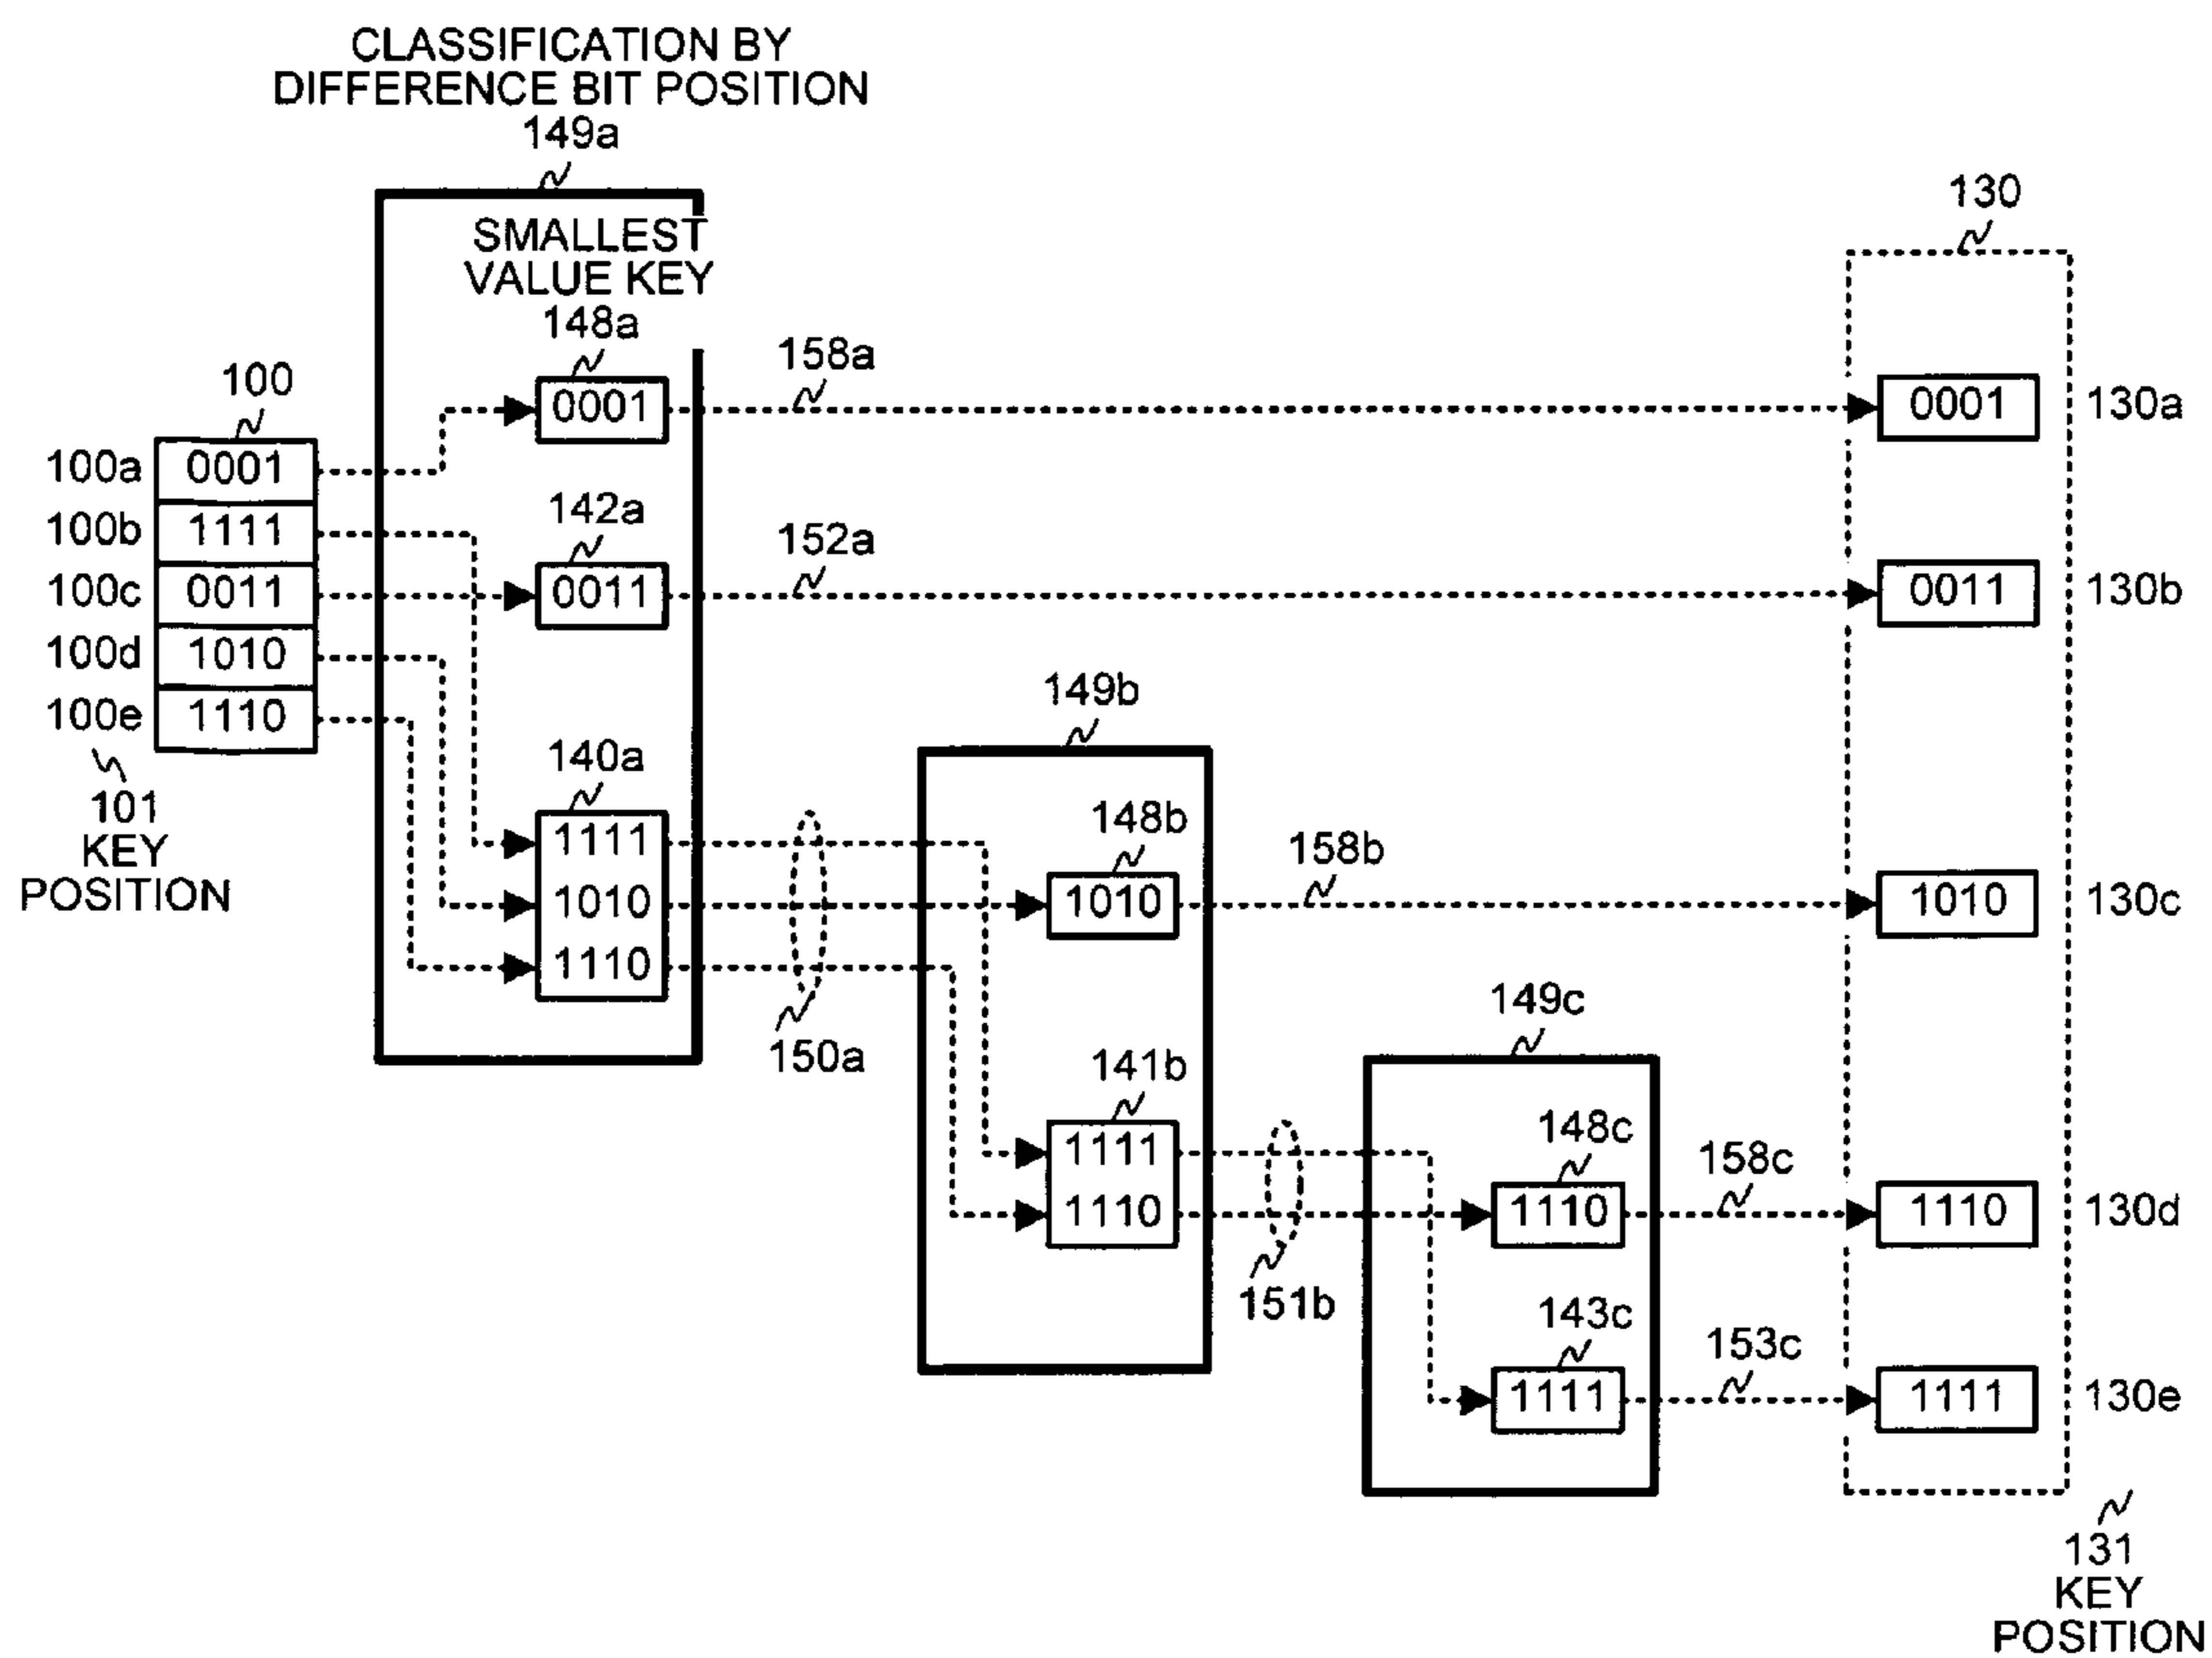 CLASSIFICATION BY
DIFFERENCE BIT POSITION
149a
SMALLEST
VALUE KEY
148a
0001
158a
142a
0011
152a
140a
1111
1010
1110
150a
100
100a 0001
100b 1111
100c 0011
100d 1010
100e 1110
101
KEY
POSITION
149b
148b
1010
158b
141b
1111
1110
151b
149c
148c
1110
158c
143c
1111
153c
130
0001 130a
0011 130b
1010 130c
1110 130d
1111 130e
131
KEY
POSITION